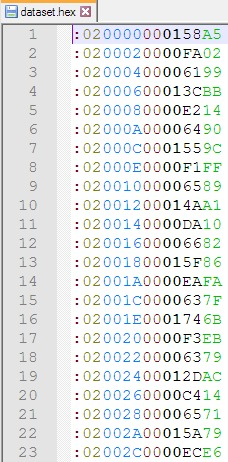 dataset.hex
1 :020000000158A5
2 :0200020000FA02
3 :02000400006199
4 :02000600013CBB
5 :0200080000E214
6 :02000A00006490
7 :02000C0001559C
8 :02000E0000F1FF
9 :02001000006589
10 :02001200014AA1
11 :0200140000DA10
12 :02001600006682
13 :02001800015F86
14 :02001A0000EAFA
15 :02001C0000637F
16 :02001E0001746B
17 :0200200000F3EB
18 :02002200006379
19 :02002400012DAC
20 :0200260000C414
21 :02002800006571
22 :02002A00015A79
23 :02002C0000ECE6